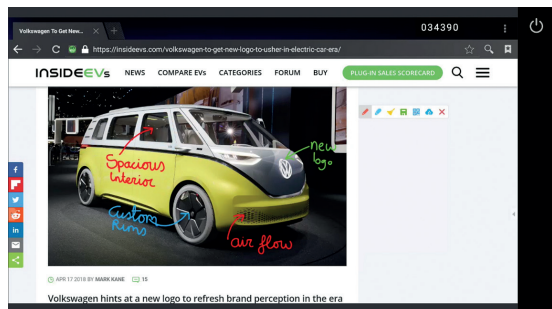 Volkswagen To Get New...
034390
https://insideevs.com/volkswagen-to-get-new-logo-to-usher-in-electric-car-era/
INSIDEEVs NEWS COMPARE EVs CATEGORIES FORUM BUY PLUG-IN SALES SCORECARD
new
logo
Spacious
Interior
Custom
Rims
air flow
APR 17 2018 BY MARK KANE 15
Volkswagen hints at a new logo to refresh brand perception in the era